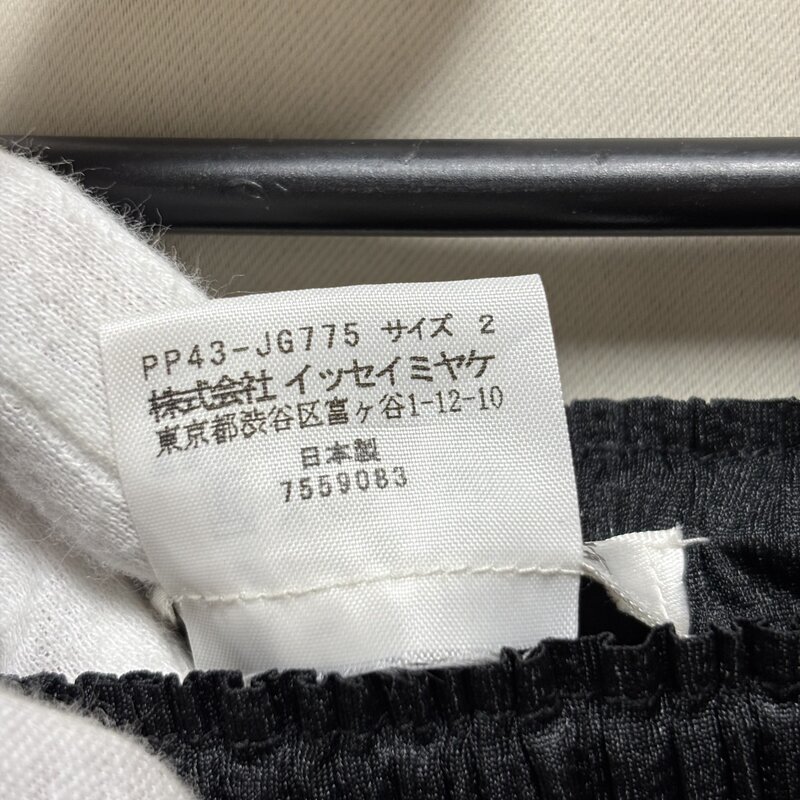 PP43-JG775 サイズ 2
株式会社 イッセイミヤケ
東京都渋谷区富ヶ谷1-12-10
日本製
7559083